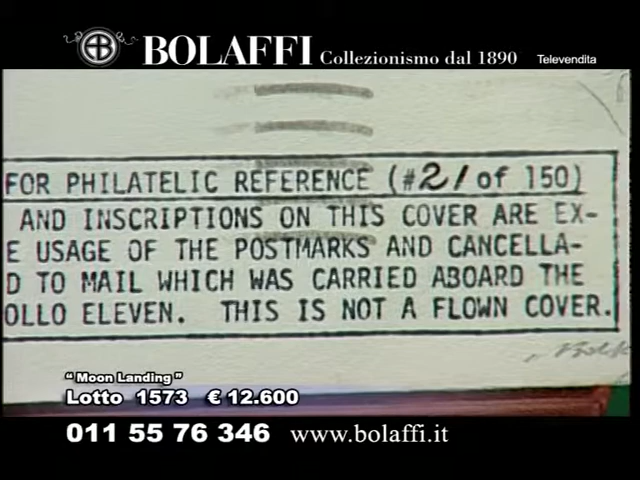 BOLAFFI Collezionismo dal 1890 Televendita
FOR PHILATELIC REFERENCE (#21 of 150)
AND INSCRIPTIONS ON THIS COVER ARE EX-
E USAGE OF THE POSTMARKS AND CANCELLA-
D TO MAIL WHICH WAS CARRIED ABOARD THE
OLLO ELEVEN. THIS IS NOT A FLOWN COVER.
“Moon Landing”
Lotto 1573 € 12.600
011 55 76 346 www.bolaffi.it